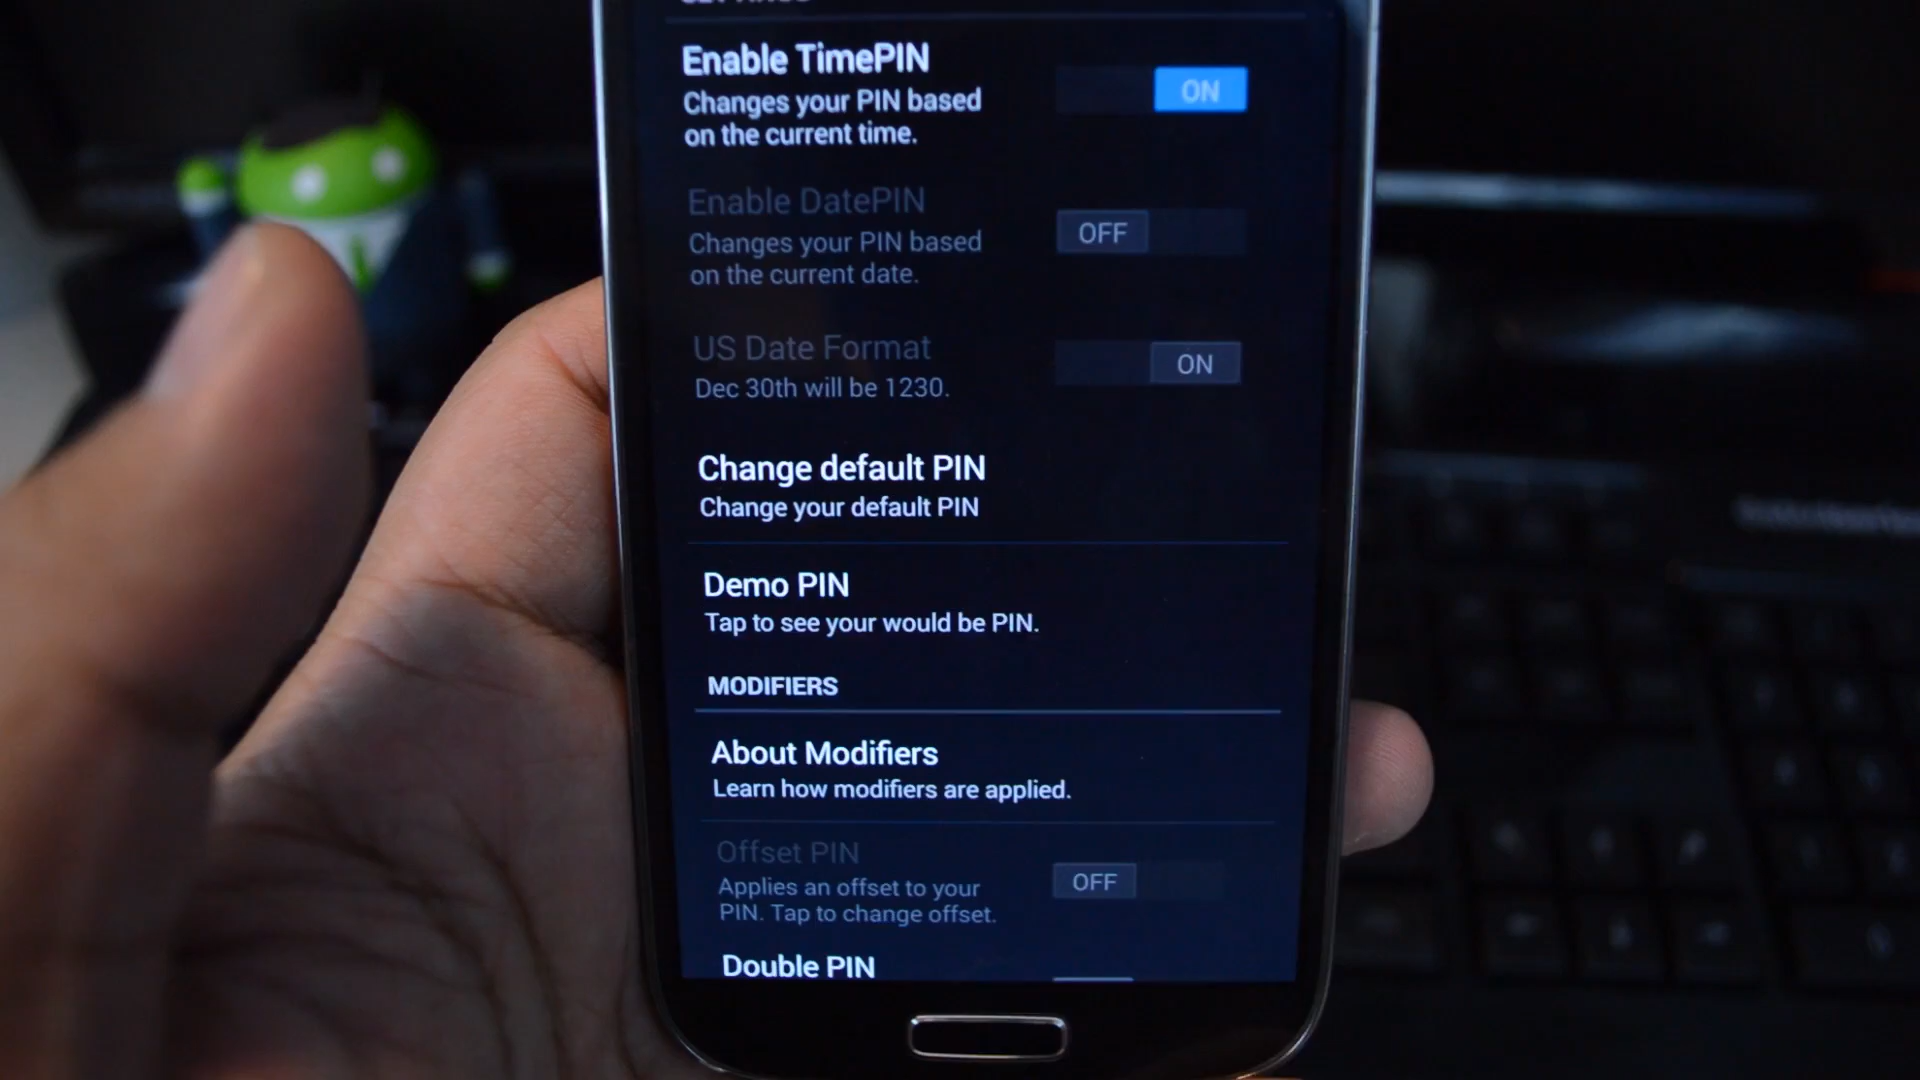 Enable TimePIN
Changes your PIN based
on the current time.
ON
Enable DatePIN
Changes your PIN based
on the current date.
OFF
US Date Format
Dec 30th will be 1230.
ON
Change default PIN
Change your default PIN
Demo PIN
Tap to see your would be PIN.
MODIFIERS
About Modifiers
Learn how modifiers are applied.
Offset PIN
Applies an offset to your
PIN. Tap to change offset.
OFF
Double PIN